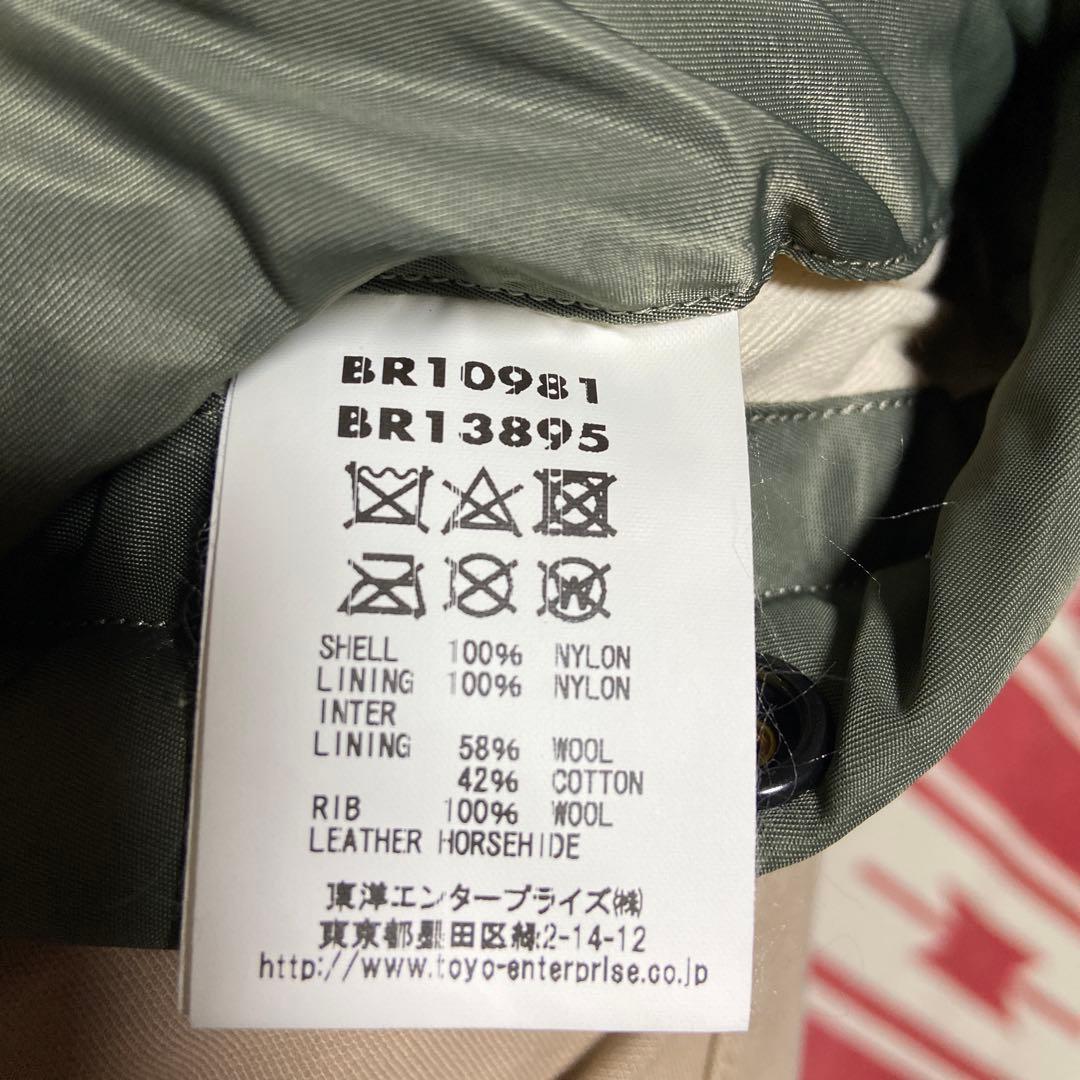 BR10981
BR13895
W
SHELL 100% NYLON
LINING 100% NYLON
INTER
LINING 58% WOOL
42% COTTON
RIB 100% WOOL
LEATHER HORSEHIDE
東洋エンタープライズ㈱
東京都墨田区緑2-14-12
http://www.toyo-enterprise.co.jp